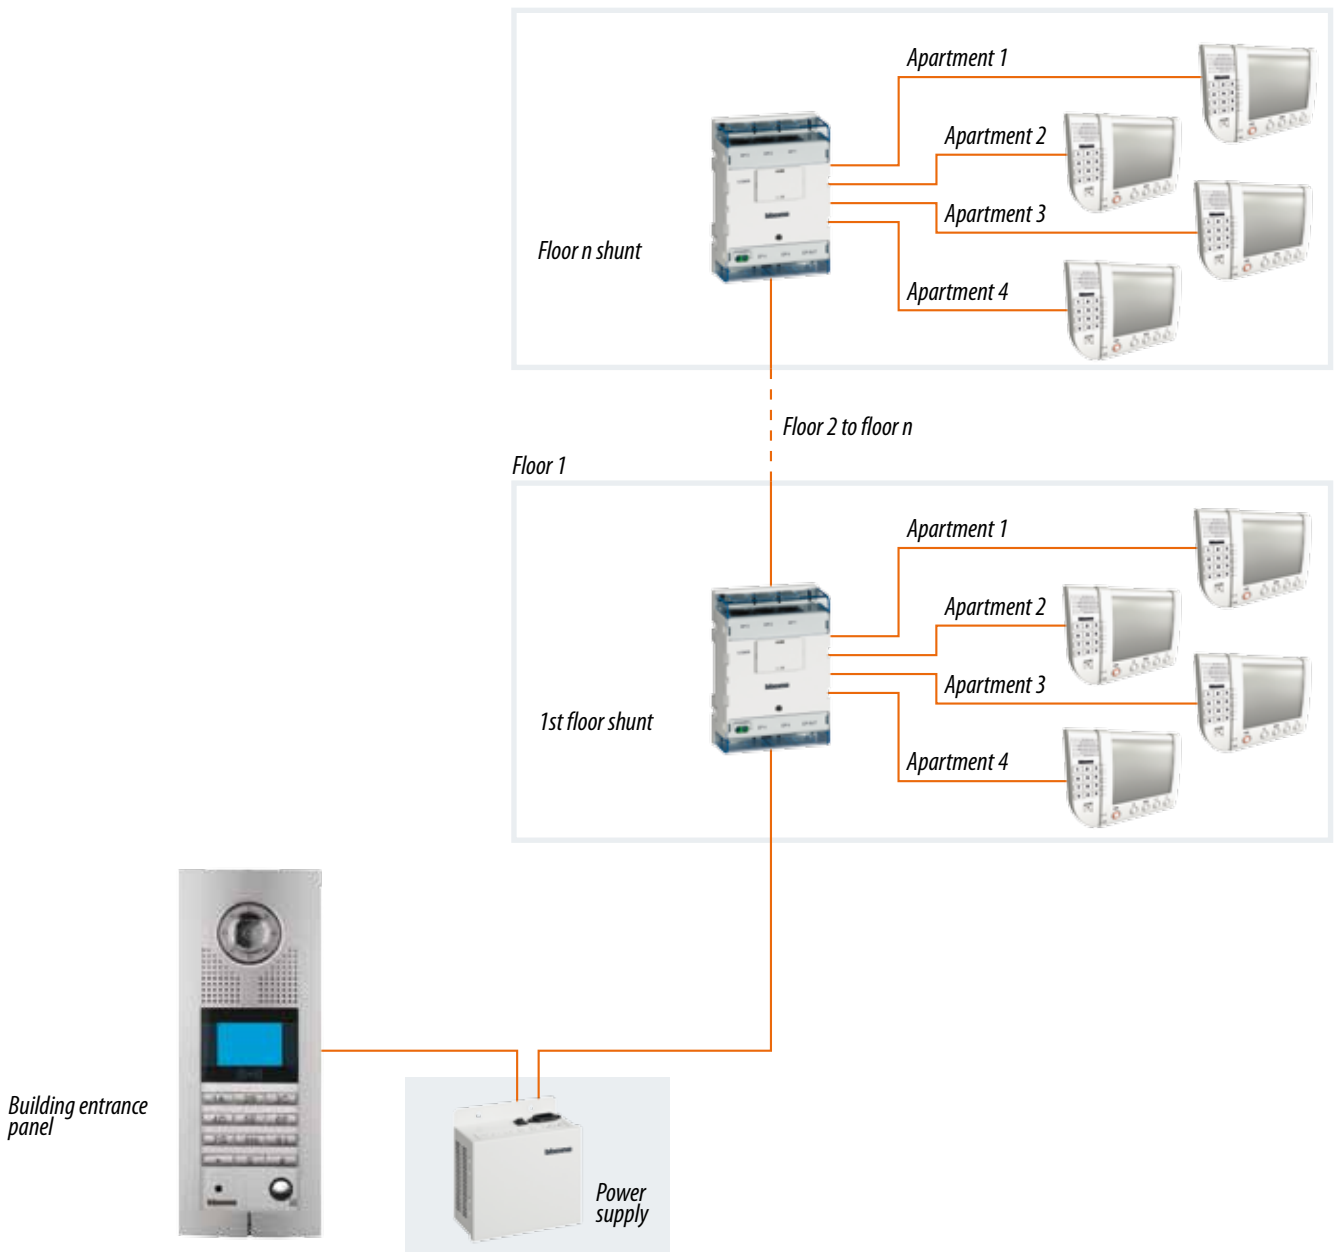 Apartment 1
Apartment 2
Apartment 3
Floor n shunt
Apartment 4
Floor 2 to floor n
Floor 1
Apartment 1
Apartment 2
Apartment 3
1st floor shunt
Apartment 4
Building entrance
panel
Power
supply